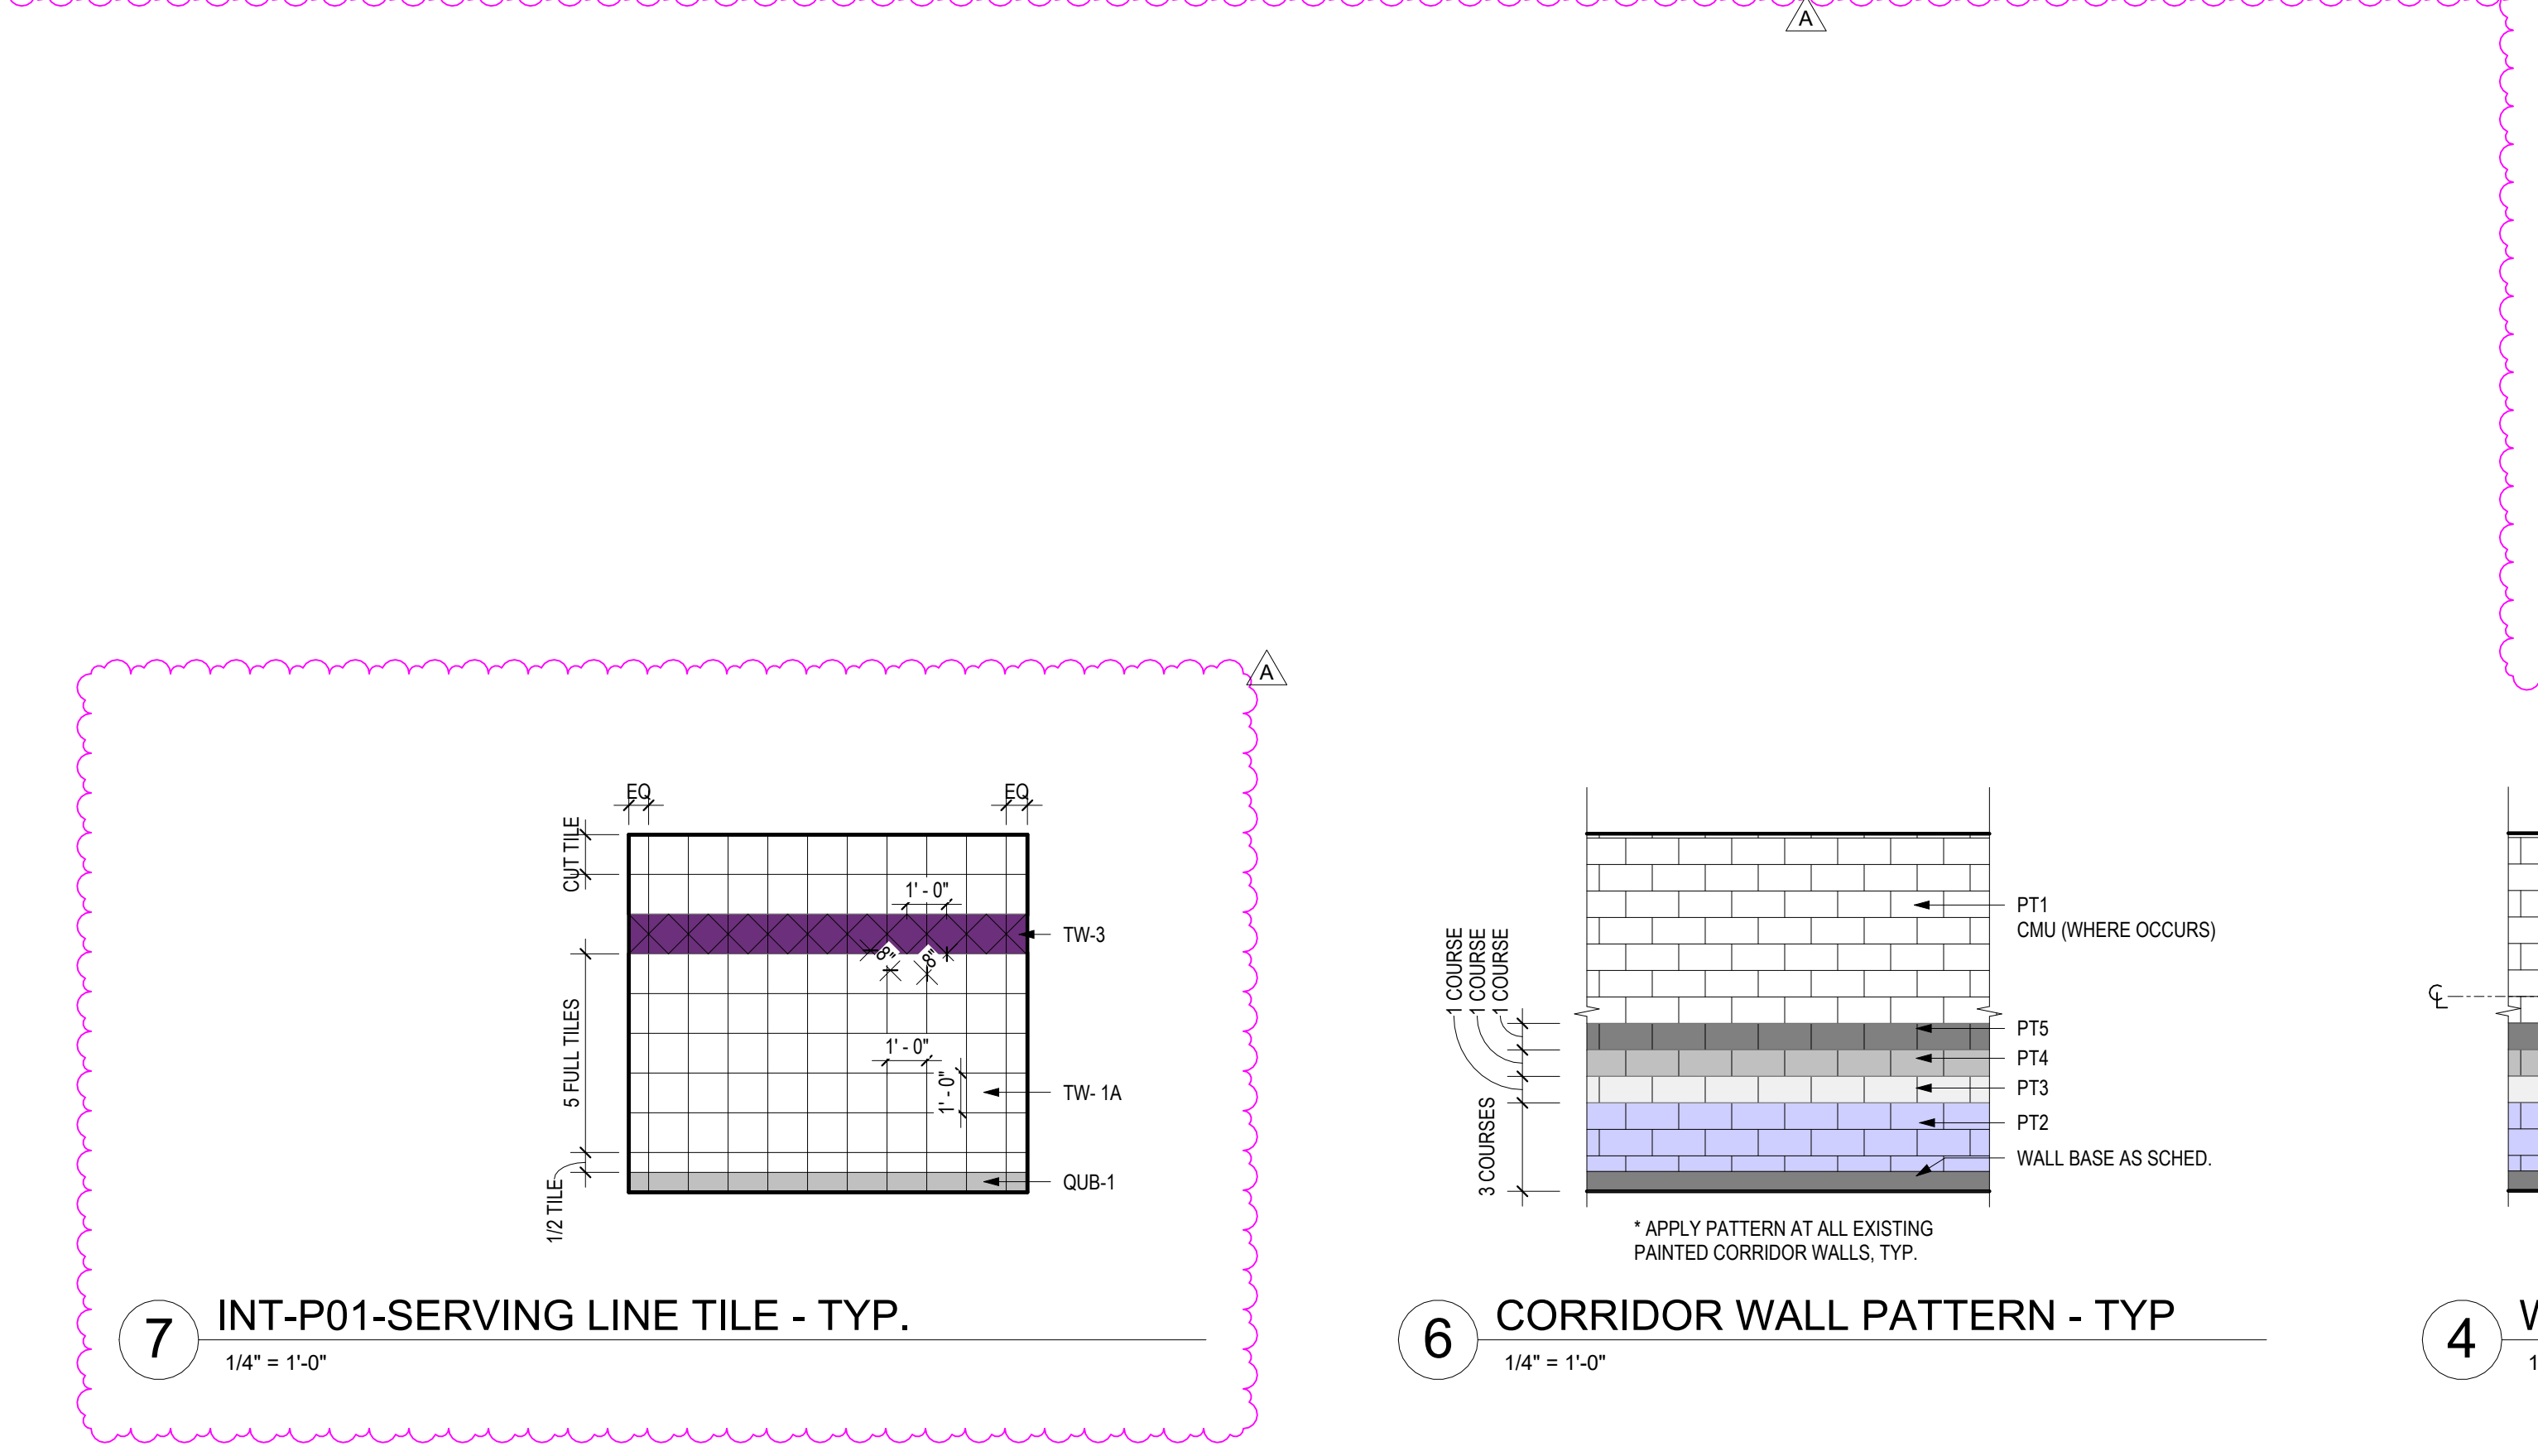 A
A
EQ
EQ
CUT TILE
1' - 0"
TW-3
8"
8"
5 FULL TILES
1' - 0"
1' - 0"
TW- 1A
1/2 TILE
QUB-1
7
INT-P01-SERVING LINE TILE - TYP.
1/4" = 1'-0"
1 COURSE
1 COURSE
1 COURSE
3 COURSES
PT1
CMU (WHERE OCCURS)
PT5
PT4
PT3
PT2
WALL BASE AS SCHED.
* APPLY PATTERN AT ALL EXISTING
PAINTED CORRIDOR WALLS, TYP.
6
CORRIDOR WALL PATTERN - TYP
1/4" = 1'-0"
℄
4